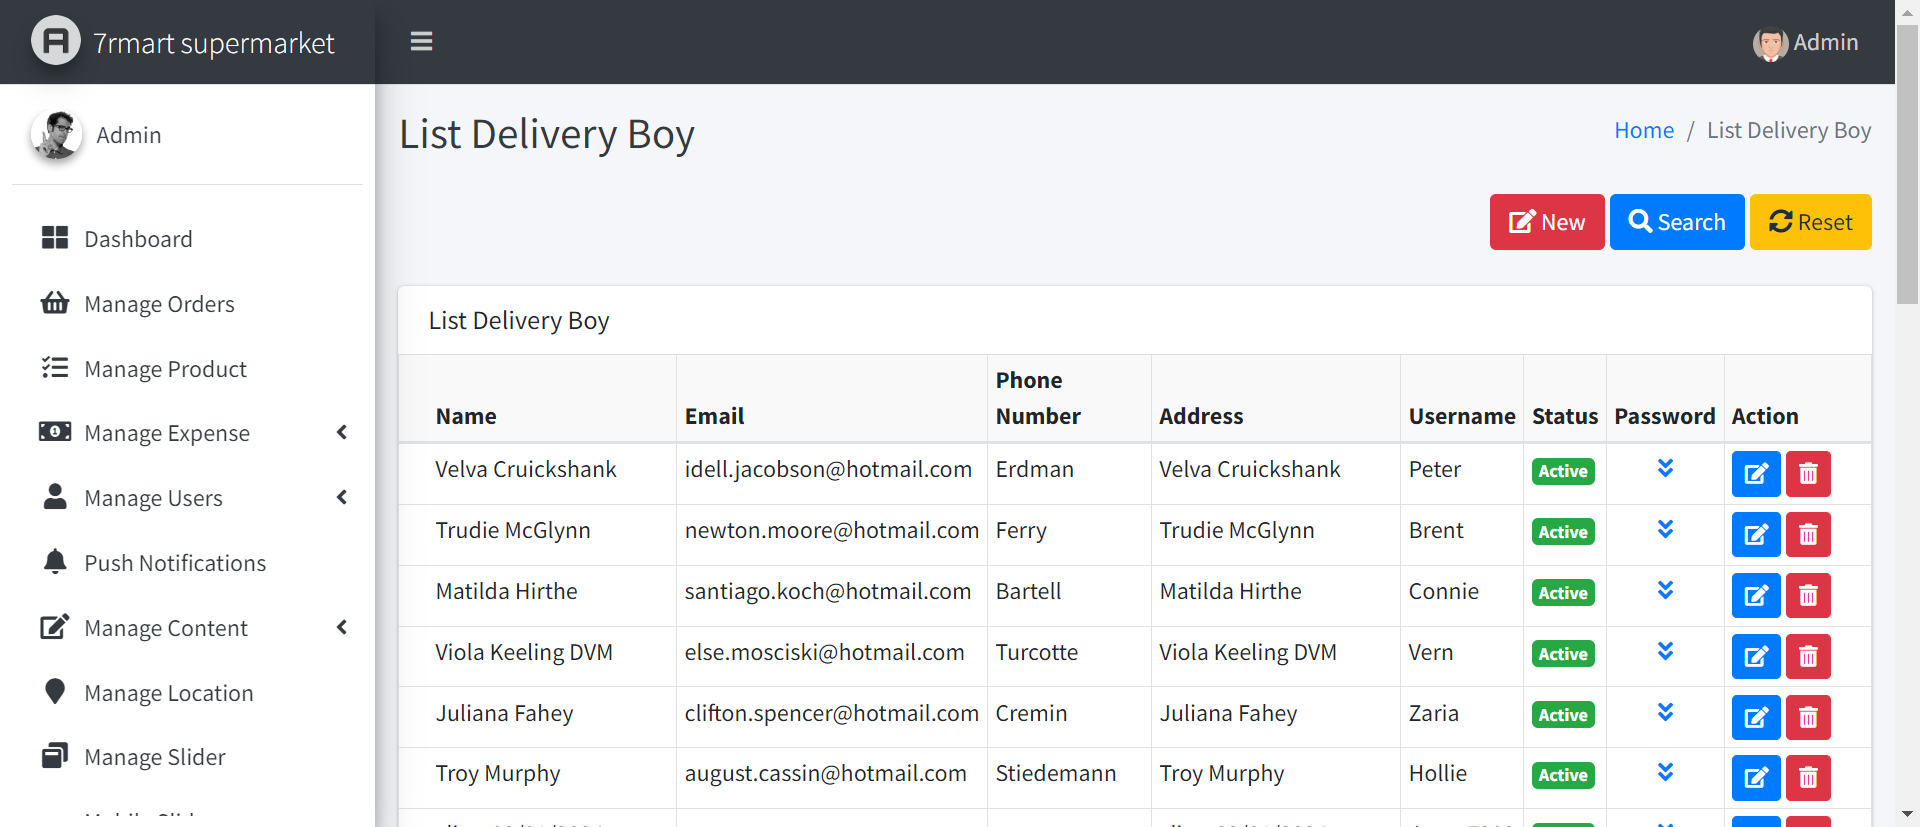 7rmart supermarket
Admin
Admin
List Delivery Boy
Home / List Delivery Boy
Dashboard
Manage Orders
Manage Product
Manage Expense
Manage Users
Push Notifications
Manage Content
Manage Location
Manage Slider
New Search Reset
List Delivery Boy
Name Email Phone Number Address Username Status Password Action
Velva Cruickshank idell.jacobson@hotmail.com Erdman Velva Cruickshank Peter Active
Trudie McGlynn newton.moore@hotmail.com Ferry Trudie McGlynn Brent Active
Matilda Hirthe santiago.koch@hotmail.com Bartell Matilda Hirthe Connie Active
Viola Keeling DVM else.mosciski@hotmail.com Turcotte Viola Keeling DVM Vern Active
Juliana Fahey clifton.spencer@hotmail.com Cremin Juliana Fahey Zaria Active
Troy Murphy august.cassin@hotmail.com Stiedemann Troy Murphy Hollie Active